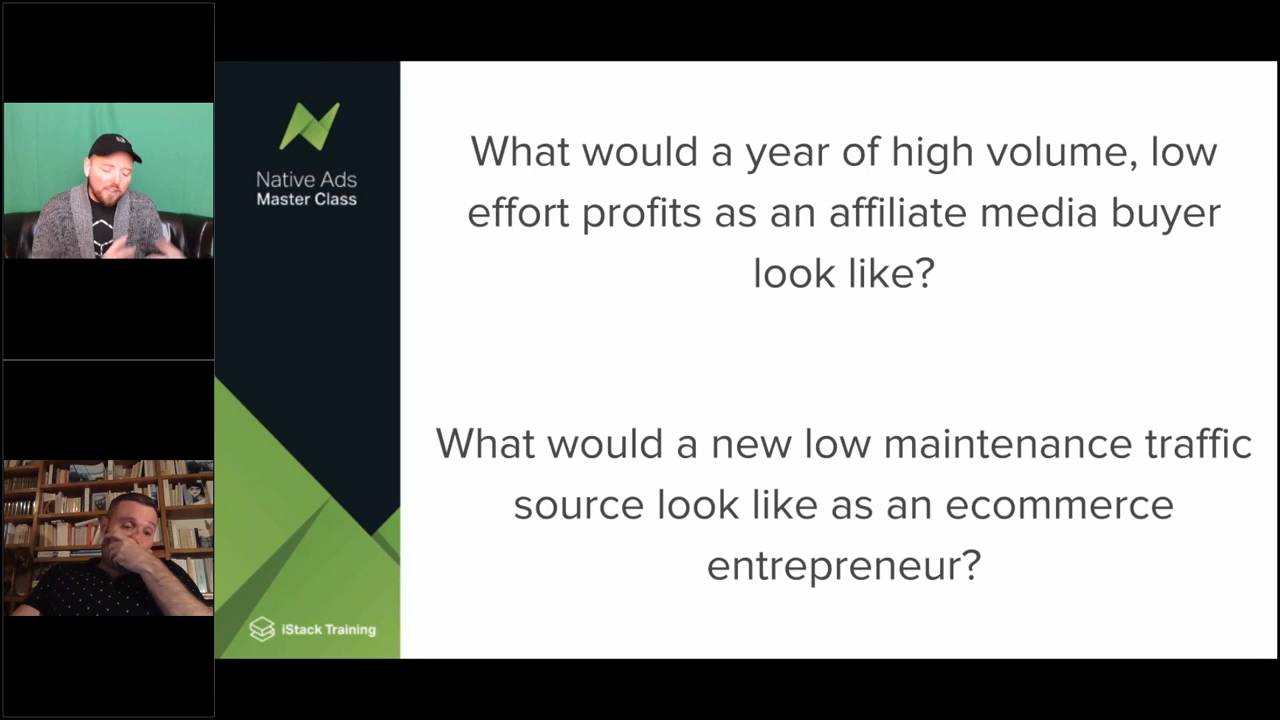 Native Ads
Master Class
What would a year of high volume, low
effort profits as an affiliate media buyer
look like?
What would a new low maintenance traffic
source look like as an ecommerce
entrepreneur?
iStack Training